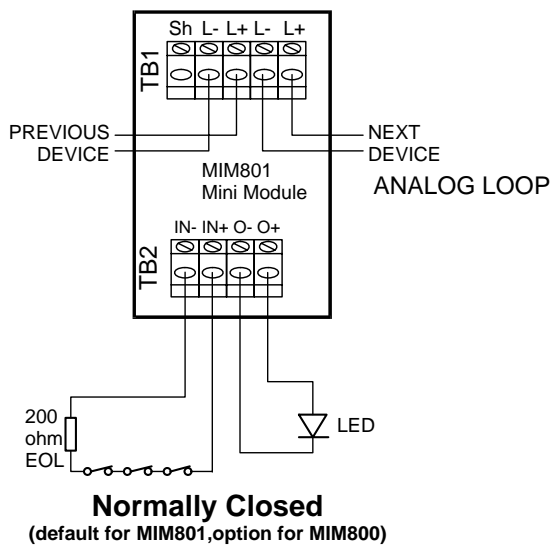 Sh L- L+ L- L+
TB1
PREVIOUS
DEVICE
NEXT
DEVICE
MIM801
Mini Module
ANALOG LOOP
IN- IN+ O- O+
TB2
200
ohm
EOL
LED
Normally Closed
(default for MIM801,option for MIM800)